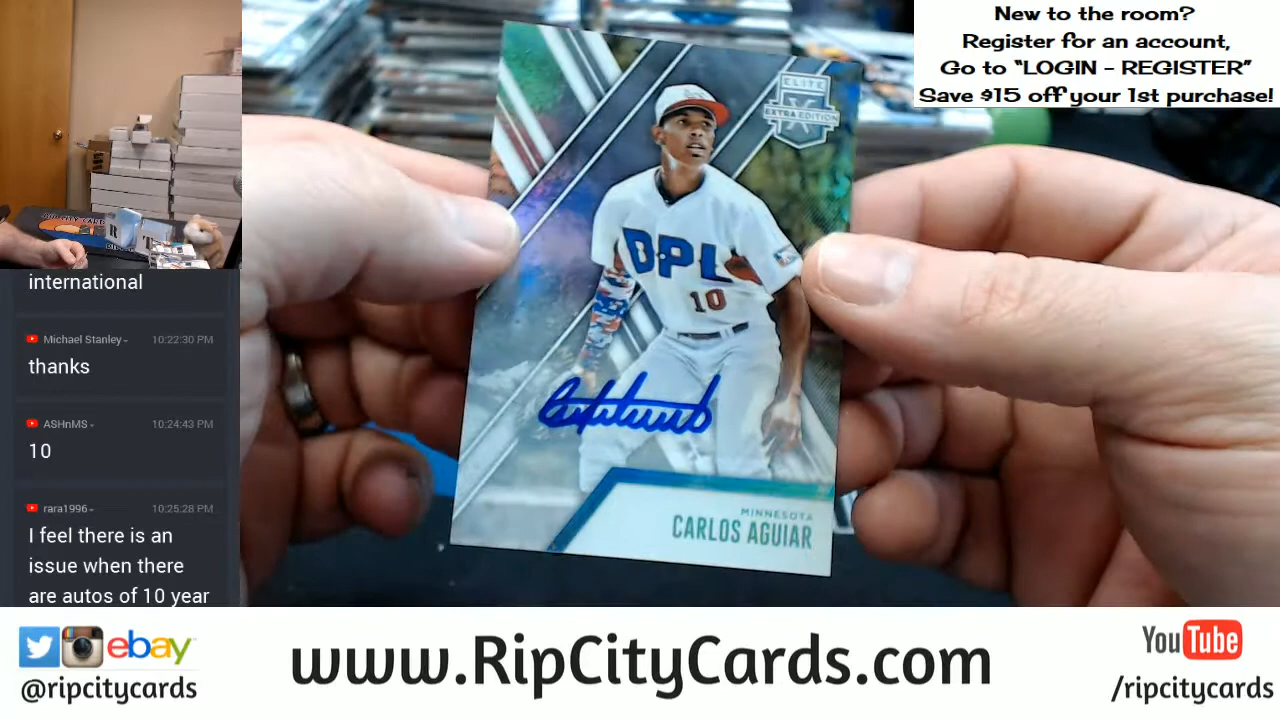 New to the room?
Register for an account,
Go to “LOGIN - REGISTER”
Save $15 off your 1st purchase!
ELITE
EXTRA EDITION
X
DPL
10
MINNESOTA
CARLOS AGUIAR
international
Michael Stanley 10:22:30 PM
thanks
ASHnMS 10:24:43 PM
10
rara1996 10:25:28 PM
I feel there is an
issue when there
are autos of 10 year
ebay
@ripcitycards
www.RipCityCards.com
YouTube
/ripcitycards